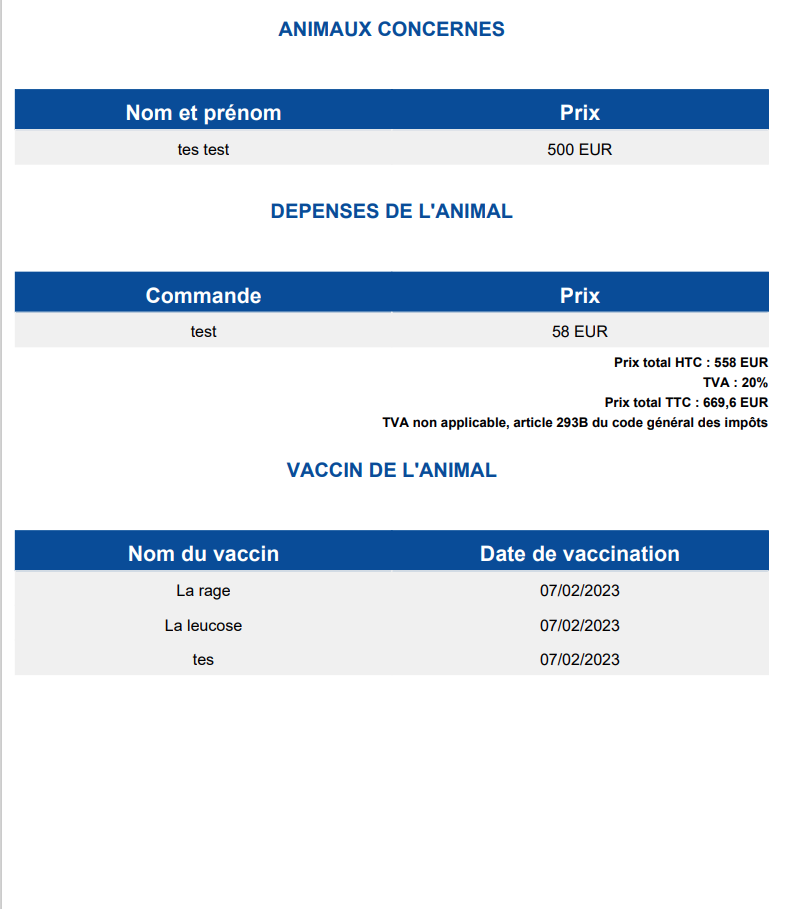 ANIMAUX CONCERNES
Nom et prénom Prix
tes test 500 EUR
DEPENSES DE L'ANIMAL
Commande Prix
test 58 EUR
Prix total HTC : 558 EUR
TVA : 20%
Prix total TTC : 669,6 EUR
TVA non applicable, article 293B du code général des impôts
VACCIN DE L'ANIMAL
Nom du vaccin Date de vaccination
La rage 07/02/2023
La leucose 07/02/2023
tes 07/02/2023